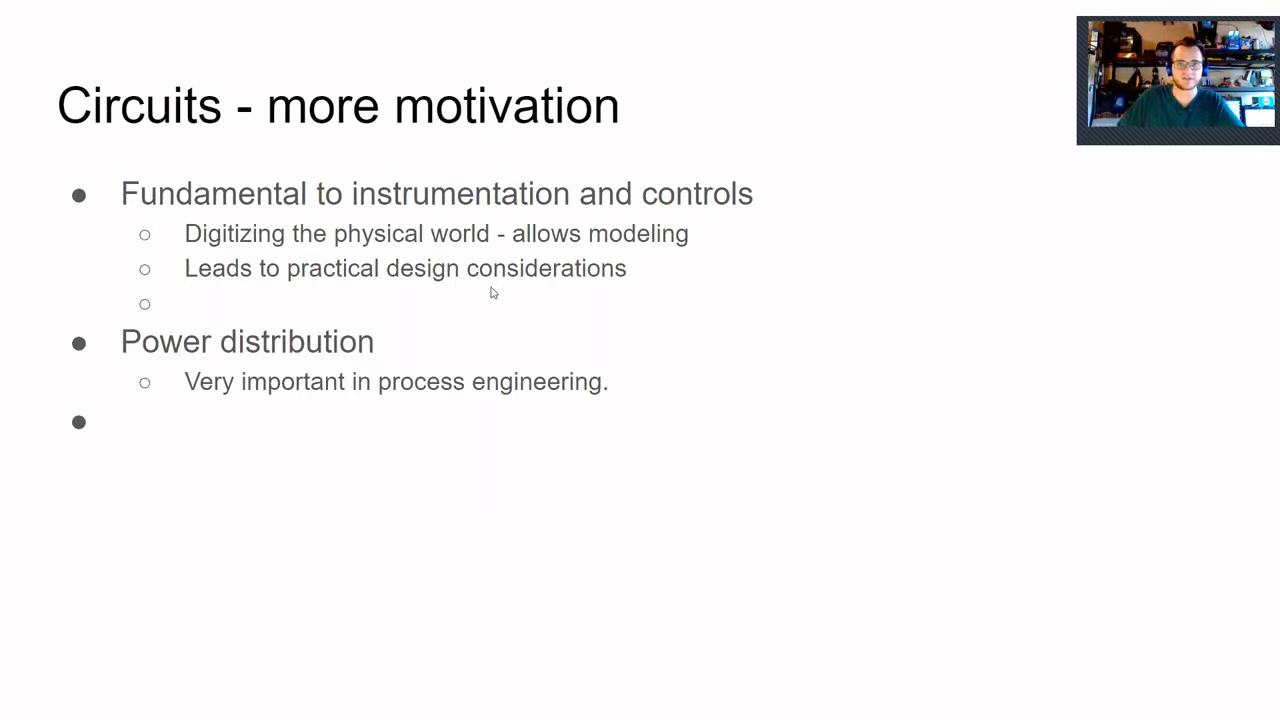 Circuits - more motivation
● Fundamental to instrumentation and controls
○ Digitizing the physical world - allows modeling
○ Leads to practical design considerations
○
● Power distribution
○ Very important in process engineering.
●